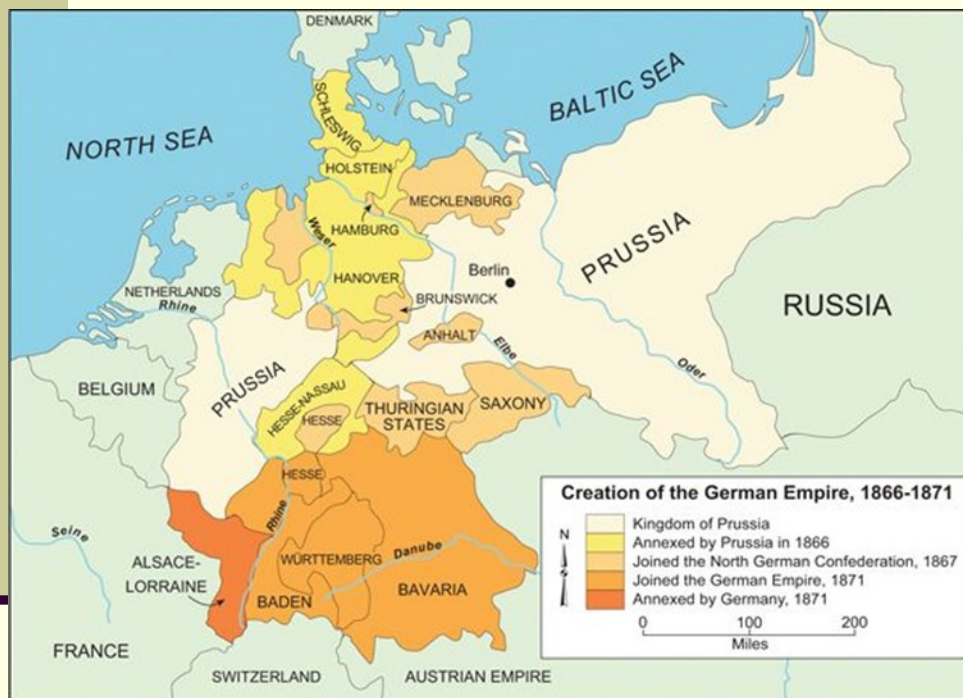 DENMARK
NORTH SEA
BALTIC SEA
SCHLESWIG
HOLSTEIN
MECKLENBURG
HAMBURG
Weser
HANOVER
PRUSSIA
Berlin
RUSSIA
NETHERLANDS
Rhine
BRUNSWICK
ANHALT
Elbe
Oder
BELGIUM
PRUSSIA
HESSE-NASSAU
HESSE
THURINGIAN
STATES
SAXONY
HESSE
Rhine
Seine
ALSACE-
LORRAINE
WÜRTTEMBERG
Danube
BADEN
BAVARIA
FRANCE
SWITZERLAND
AUSTRIAN EMPIRE
Creation of the German Empire, 1866-1871
N
Kingdom of Prussia
Annexed by Prussia in 1866
Joined the North German Confederation, 1867
Joined the German Empire, 1871
Annexed by Germany, 1871
0 100 200
Miles